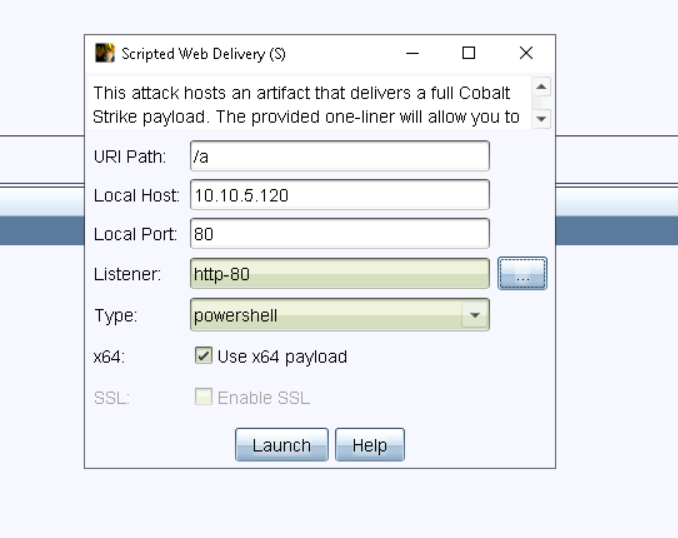 Scripted Web Delivery (S)
This attack hosts an artifact that delivers a full Cobalt
Strike payload. The provided one-liner will allow you to
URI Path: /a
Local Host: 10.10.5.120
Local Port: 80
Listener: http-80 ...
Type: powershell
x64: Use x64 payload
SSL: Enable SSL
Launch Help